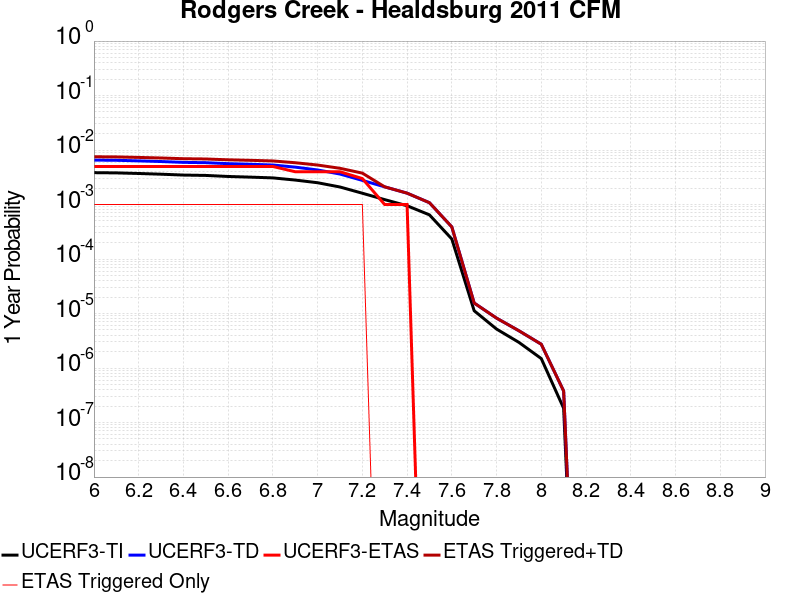 Rodgers Creek - Healdsburg 2011 CFM
1 Year Probability
10^0
10^-1
10^-2
10^-3
10^-4
10^-5
10^-6
10^-7
10^-8
6 6.2 6.4 6.6 6.8 7 7.2 7.4 7.6 7.8 8 8.2 8.4 8.6 8.8 9
Magnitude
UCERF3-TI UCERF3-TD UCERF3-ETAS ETAS Triggered+TD
ETAS Triggered Only